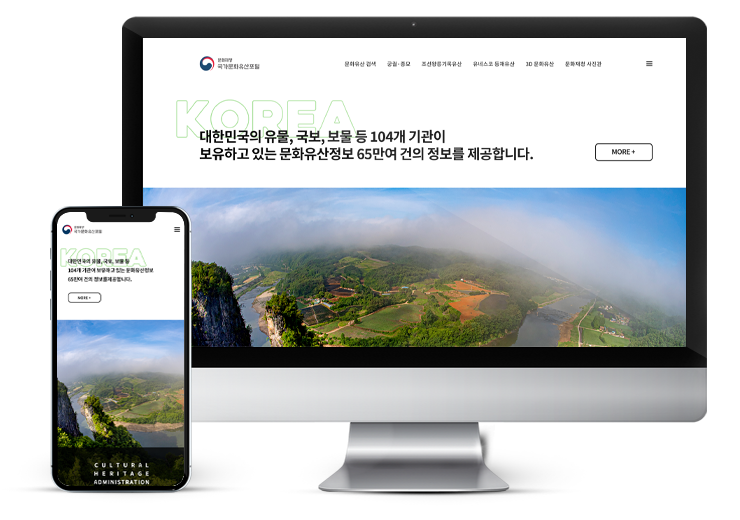 문화재청
국가문화유산포털
문화유산 검색 궁궐·종묘 조선왕릉기록유산 유네스코 등재유산 3D 문화유산 문화재청 사진관
KOREA
대한민국의 유물, 국보, 보물 등 104개 기관이
보유하고 있는 문화유산정보 65만여 건의 정보를 제공합니다.
MORE +
문화재청
국가문화유산포털
KOREA
대한민국의 유물, 국보, 보물 등
104개 기관이 보유하고 있는 문화유산정보
65만여 건의 정보를제공합니다.
MORE +
CULTURAL
HERITAGE
ADMINISTRATION